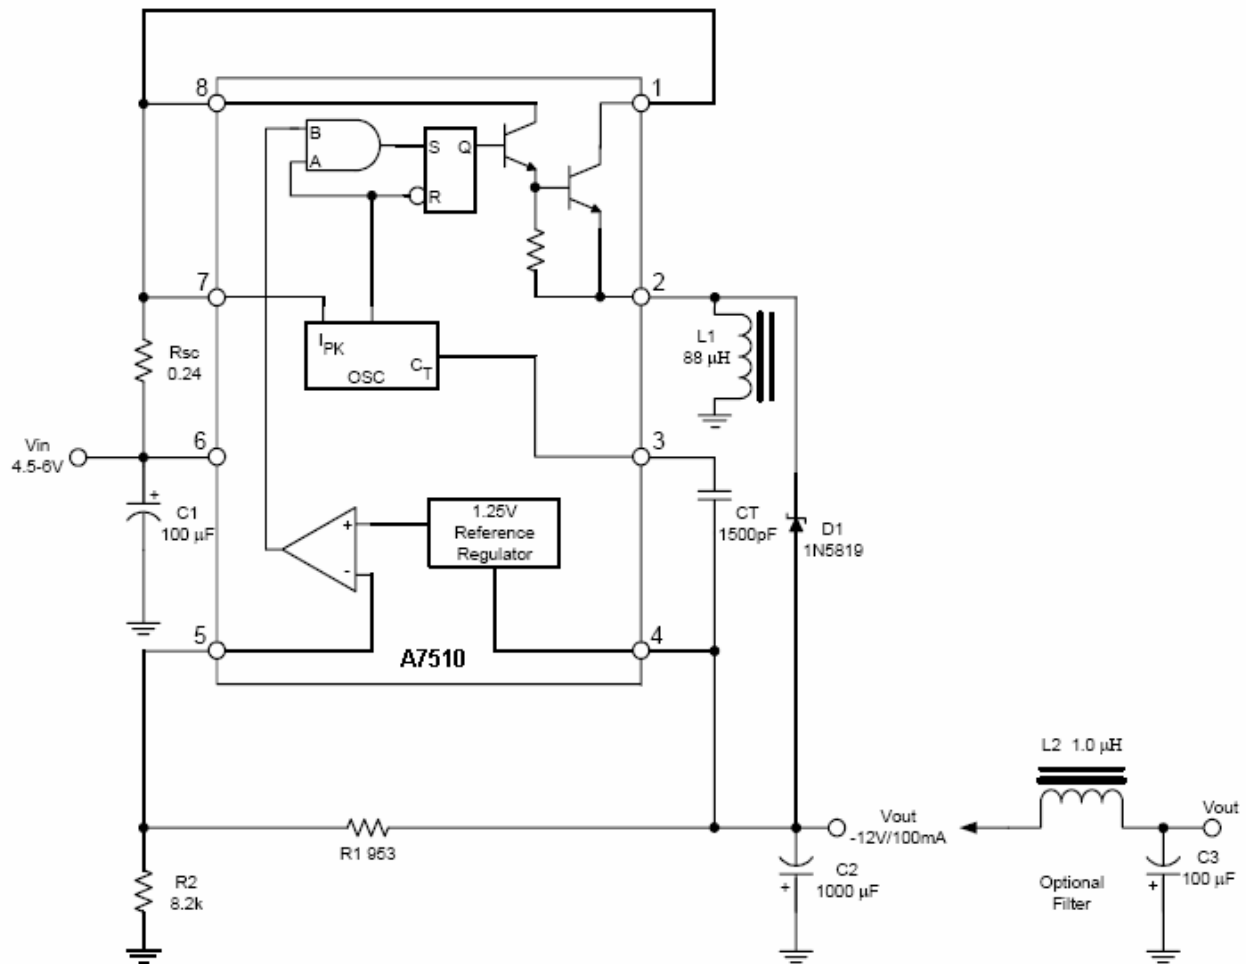 8
1
B
A
S
Q
R
7
2
I PK
OSC
C T
L1
88 μH
Rsc
0.24
Vin
4.5-6V
6
3
C1
100 μF
+
CT
1500pF
D1
1N5819
1.25V
Reference
Regulator
+
-
5
4
A7510
L2 1.0 μH
Vout
-12V/100mA
Vout
R1 953
R2
8.2k
C2
1000 μF
+
Optional
Filter
C3
100 μF
+